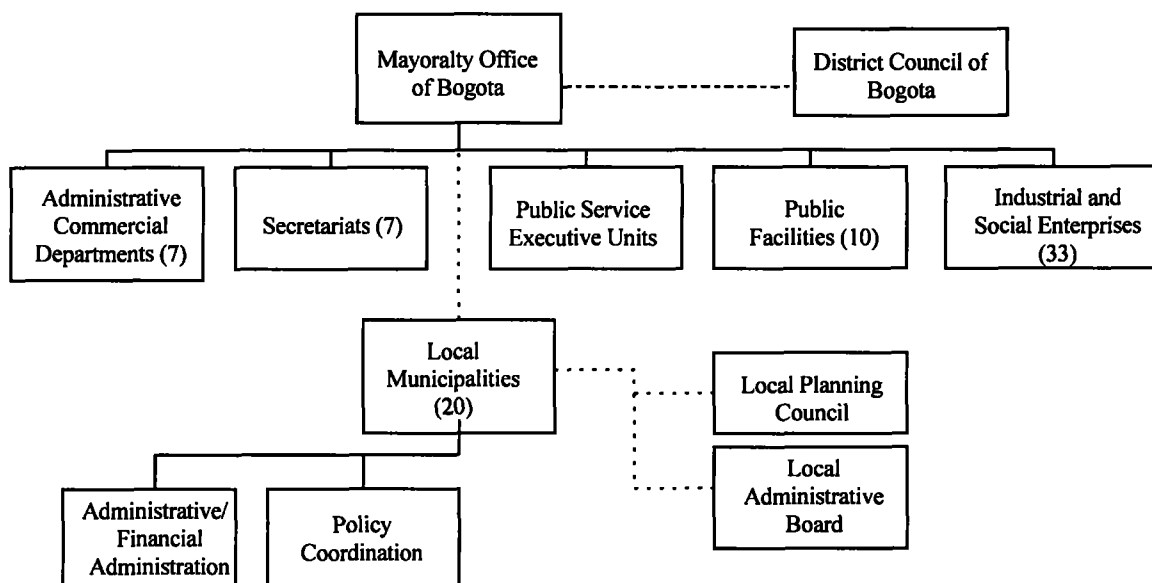 Mayoralty Office
of Bogota
District Council of
Bogota
Administrative
Commercial
Departments (7)
Secretariats (7)
Public Service
Executive Units
Public
Facilities (10)
Industrial and
Social Enterprises
(33)
Local
Municipalities
(20)
Local Planning
Council
Local
Administrative
Board
Administrative/
Financial
Administration
Policy
Coordination